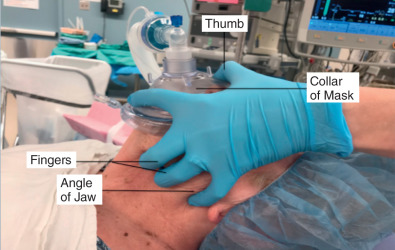 Thumb
Collar
of Mask
Fingers
Angle
of Jaw